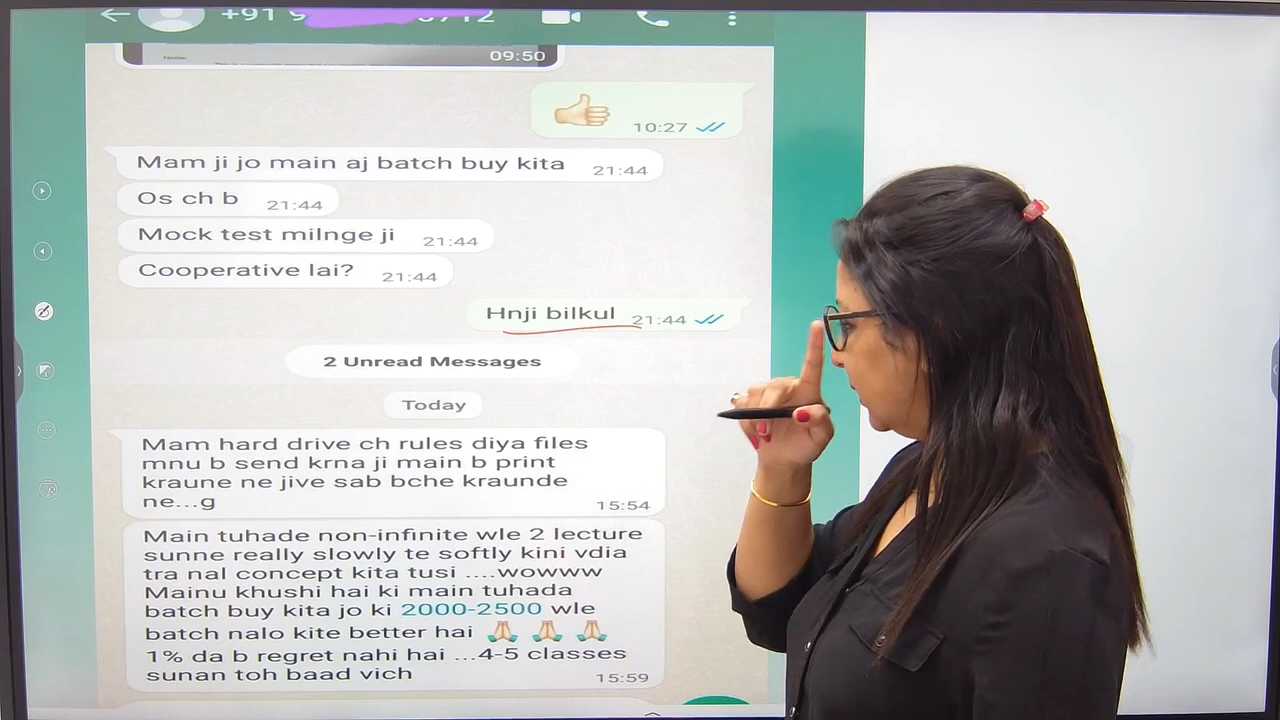 +91 9
09:50
10:27
Mam ji jo main aj batch buy kita 21:44
Os ch b 21:44
Mock test milnge ji 21:44
Cooperative lai? 21:44
Hnji bilkul 21:44
2 Unread Messages
Today
Mam hard drive ch rules diya files
mnu b send krna ji main b print
kraune ne jive sab bche kraunde
ne...g 15:54
Main tuhade non-infinite wle 2 lecture
sunne really slowly te softly kini vdia
tra nal concept kita tusi ....wowww
Mainu khushi hai ki main tuhada
batch buy kita jo ki 2000-2500 wle
batch nalo kite better hai 🙏🏻 🙏🏻 🙏🏻
1% da b regret nahi hai ...4-5 classes
sunan toh baad vich 15:59